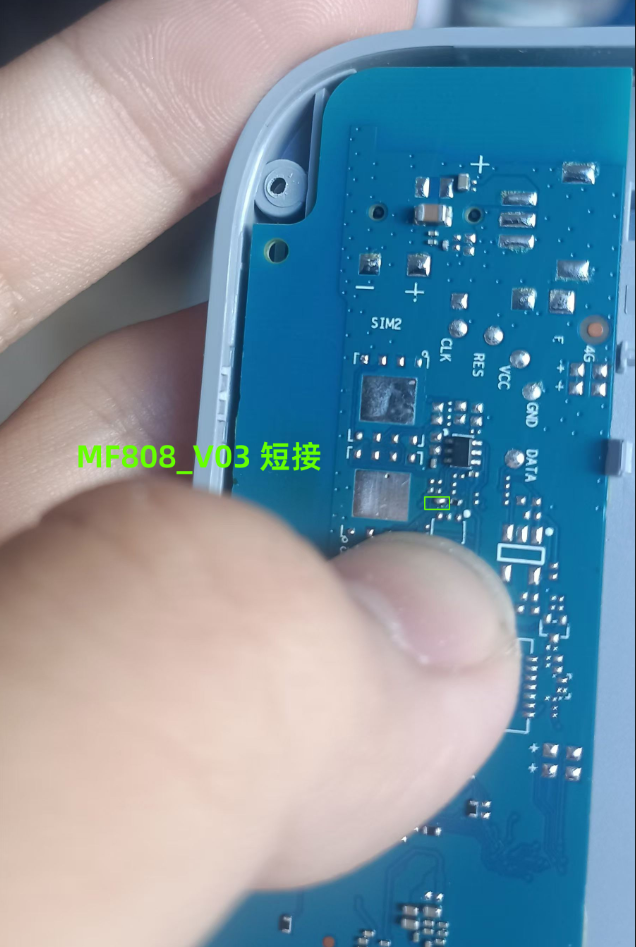 +
− +
SIM2
CLK
RES
VCC
GND
4G
E
+ +
+
DATA
MF808_V03 短接
+
+